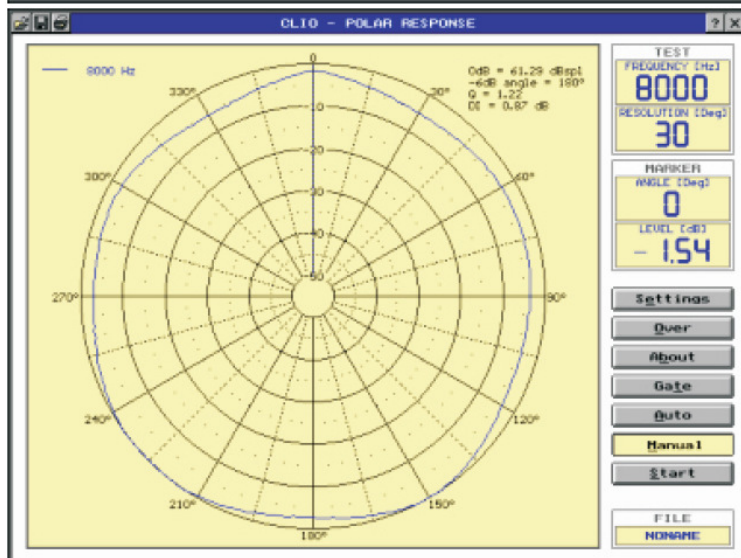 CLIO - POLAR RESPONSE
? X
8000 Hz
0dB = 61.29 dBspl
-6dB angle = 180°
Q = 1.22
DI = 0.87 dB
0
330°
30°
-10
300°
-20
60°
-30
-40
-50
270°
90°
240°
120°
210°
150°
180°
TEST
FREQUENCY [Hz]
8000
RESOLUTION [Deg]
30
MARKER
ANGLE [Deg]
0
LEVEL [dB]
- 1.54
Settings
Over
About
Gate
Auto
Manual
Start
FILE
NONAME